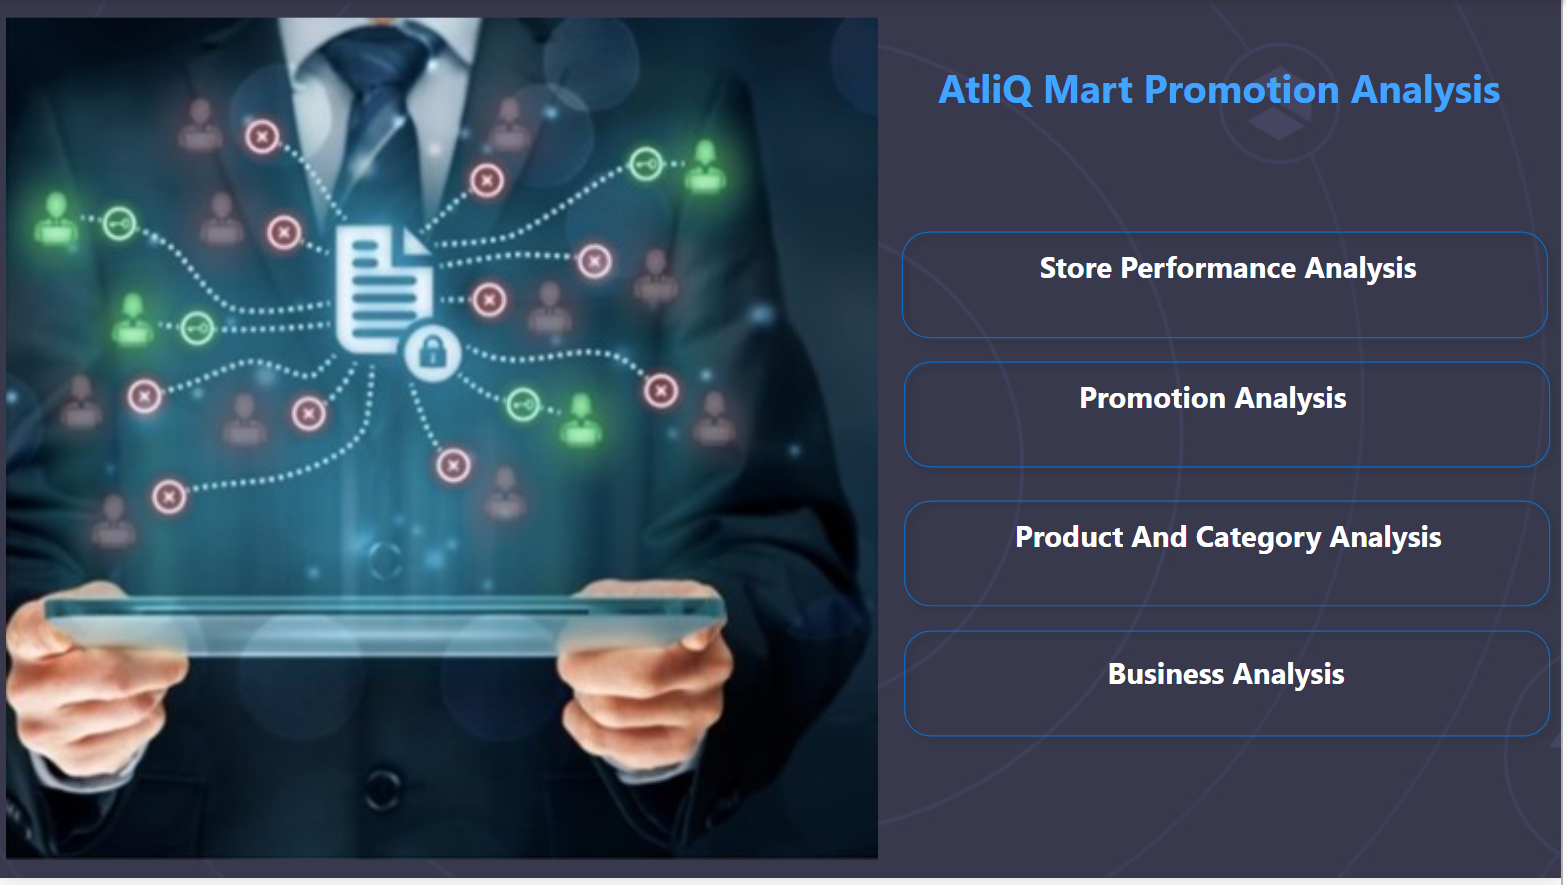 AtliQ Mart Promotion Analysis
Store Performance Analysis
Promotion Analysis
Product And Category Analysis
Business Analysis